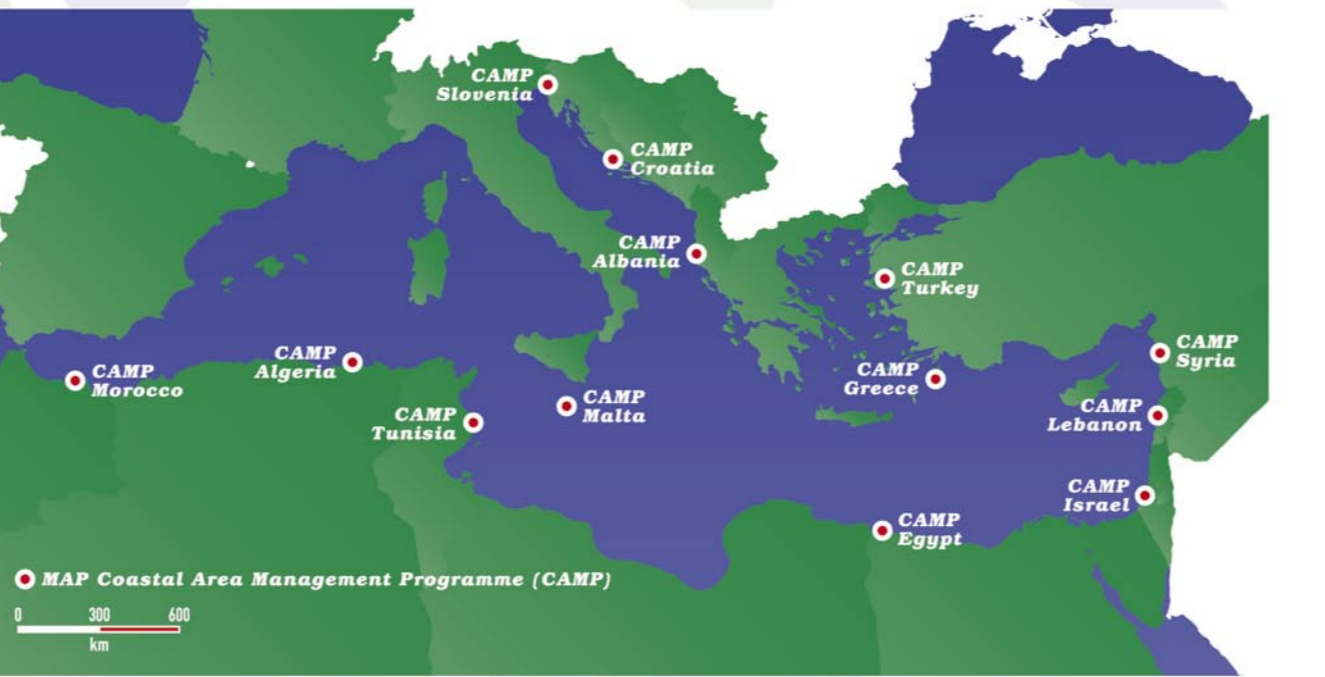 CAMP
Slovenia
CAMP
Croatia
CAMP
Albania
CAMP
Turkey
CAMP
Syria
CAMP
Algeria
CAMP
Morocco
CAMP
Greece
CAMP
Malta
CAMP
Tunisia
CAMP
Lebanon
CAMP
Israel
CAMP
Egypt
MAP Coastal Area Management Programme (CAMP)
0 300 600
km